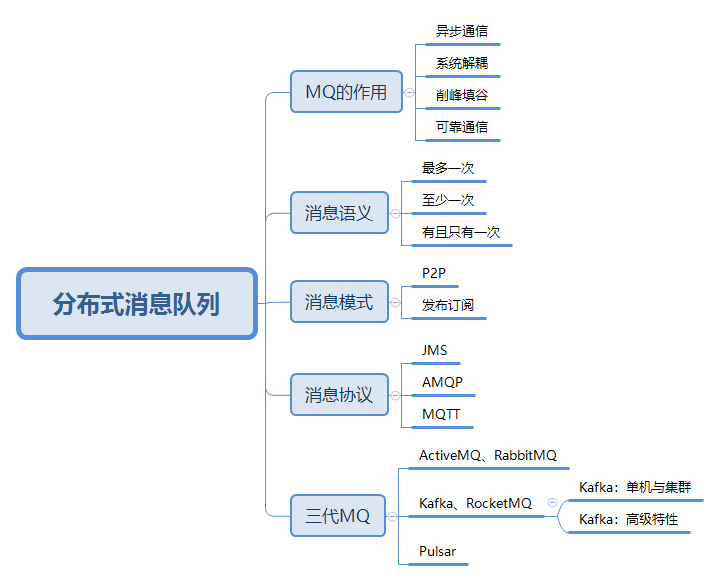 分布式消息队列
MQ的作用
异步通信
系统解耦
削峰填谷
可靠通信
消息语义
最多一次
至少一次
有且只有一次
消息模式
P2P
发布订阅
消息协议
JMS
AMQP
MQTT
三代MQ
ActiveMQ、RabbitMQ
Kafka、RocketMQ
Kafka：单机与集群
Kafka：高级特性
Pulsar